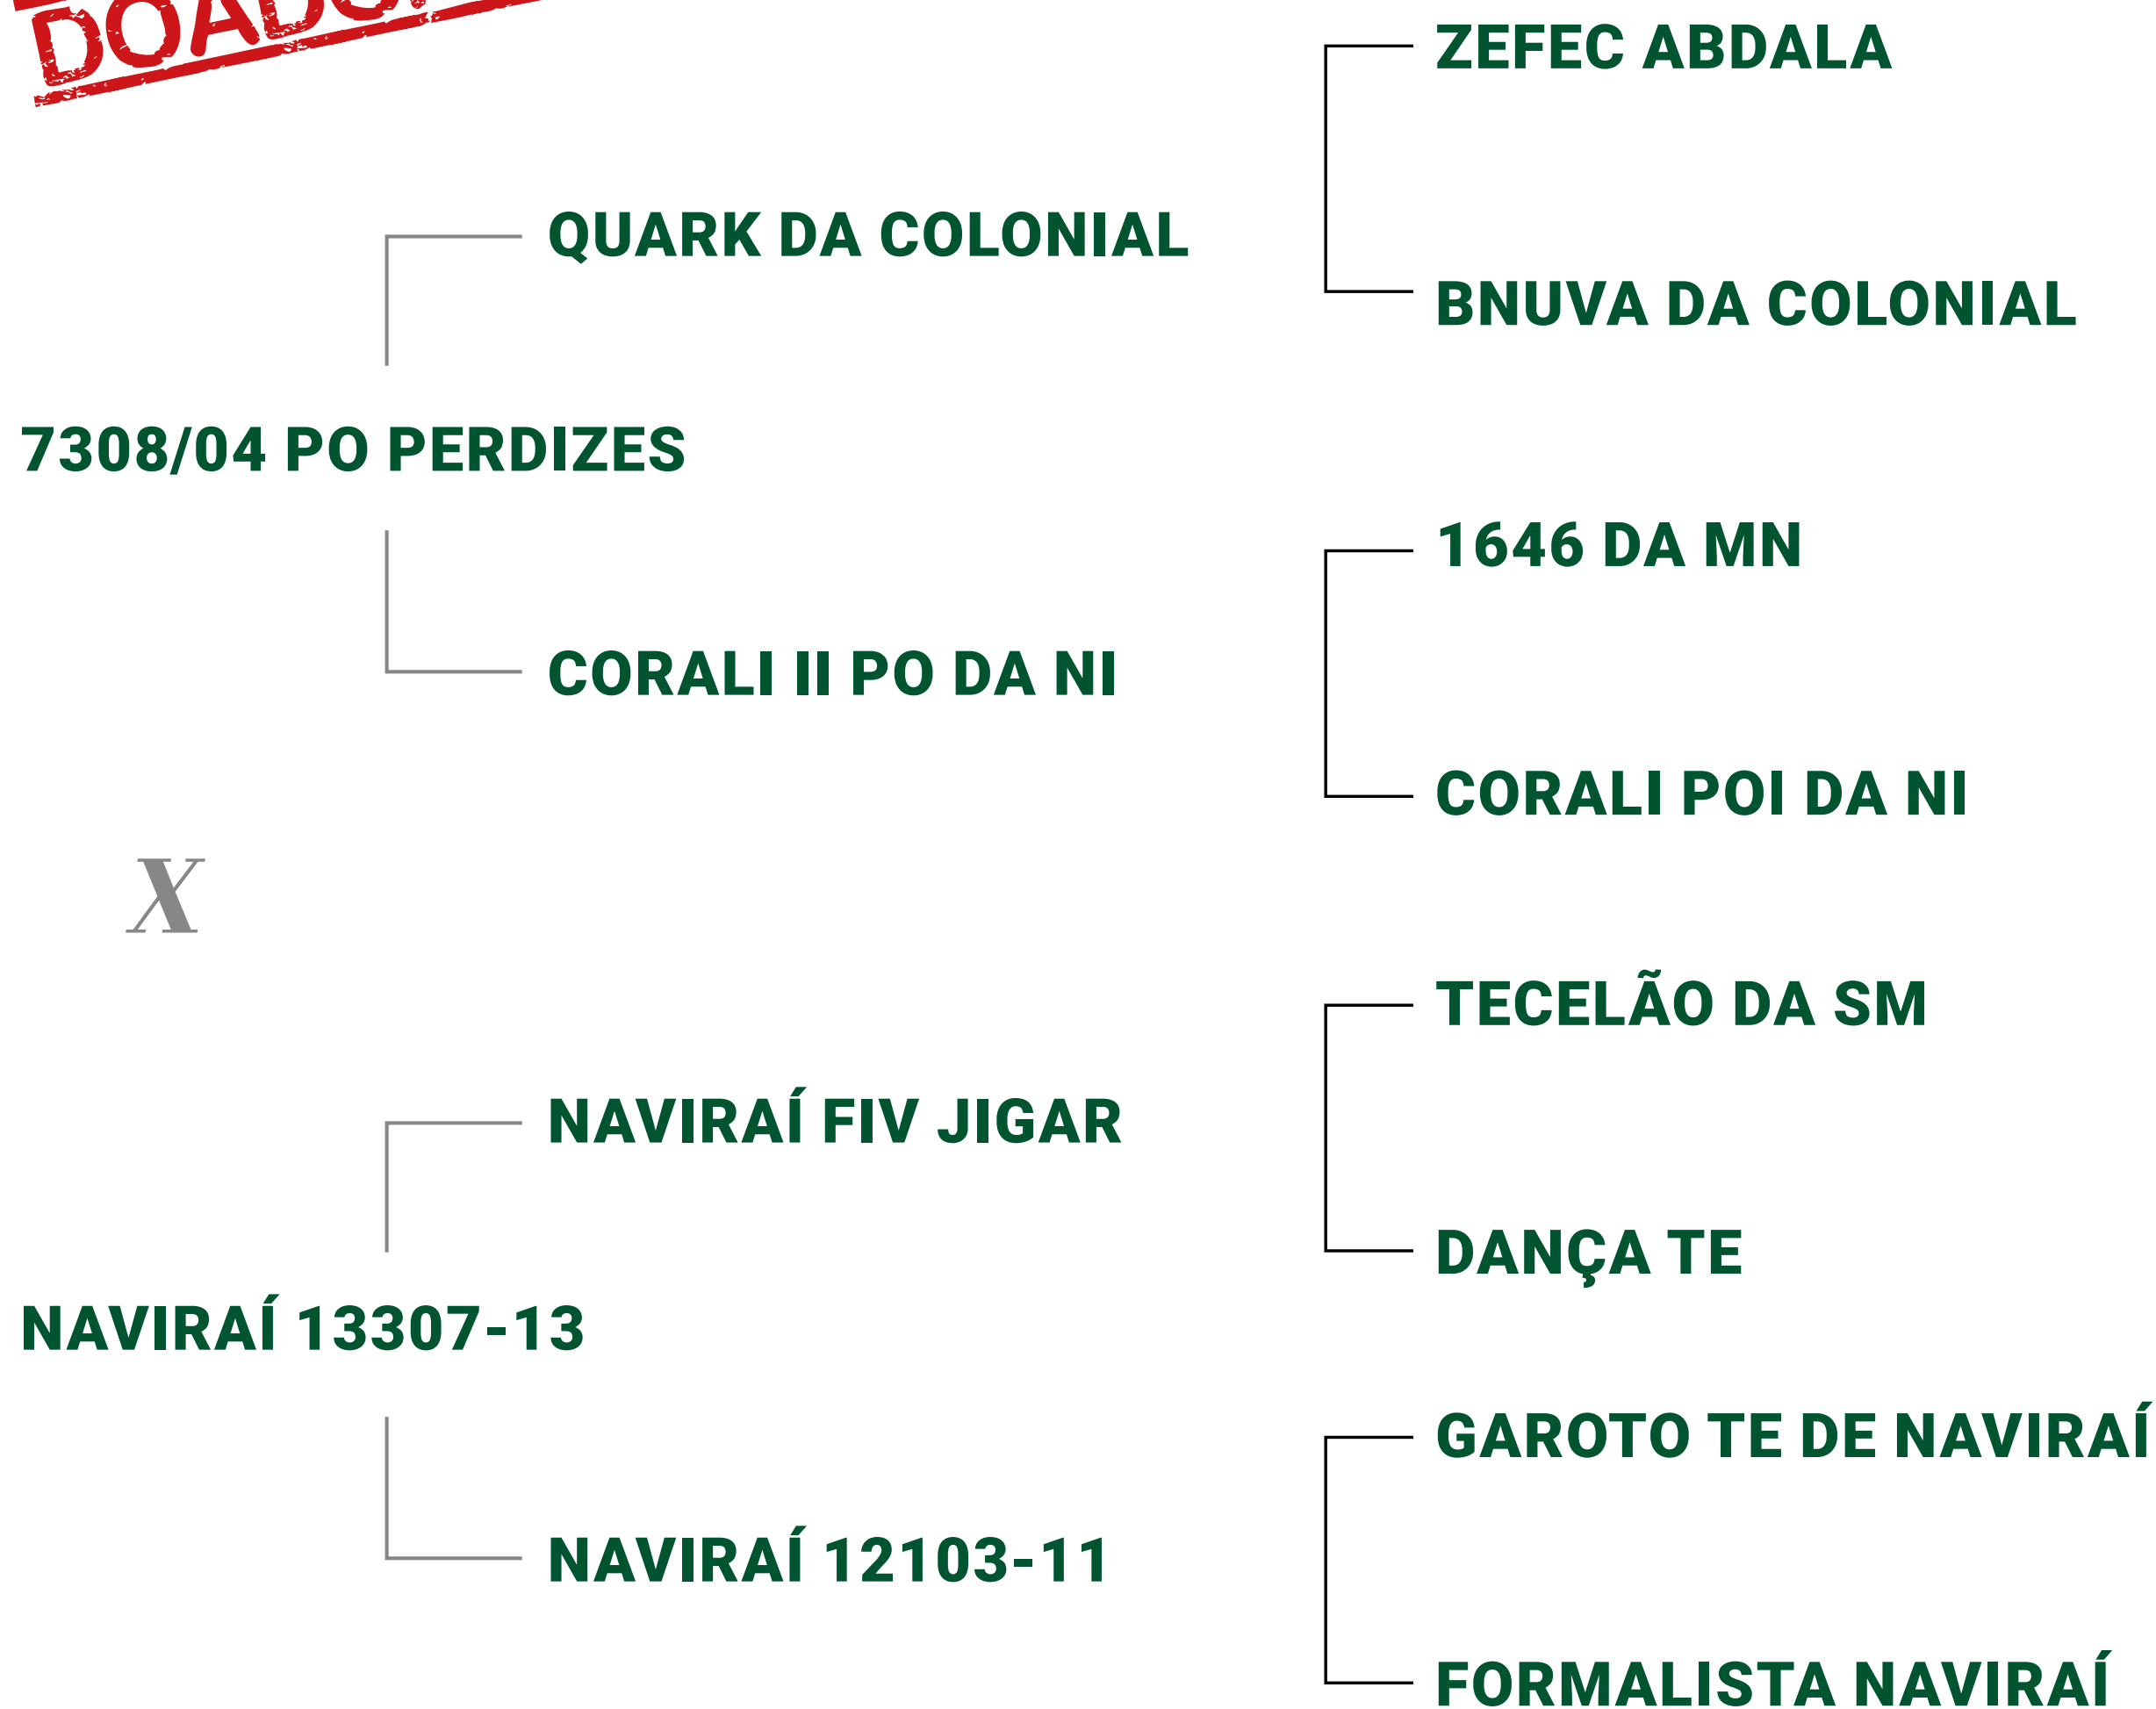 ZEFEC ABDALA
QUARK DA COLONIAL
BNUVA DA COLONIAL
7308/04 PO PERDIZES
1646 DA MN
CORALI II PO DA NI
CORALI POI DA NI
X
TECELÃO DA SM
NAVIRAÍ FIV JIGAR
DANÇA TE
NAVIRAÍ 13307-13
GAROTO TE DE NAVIRAÍ
NAVIRAÍ 12103-11
FORMALISTA NAVIRAÍ